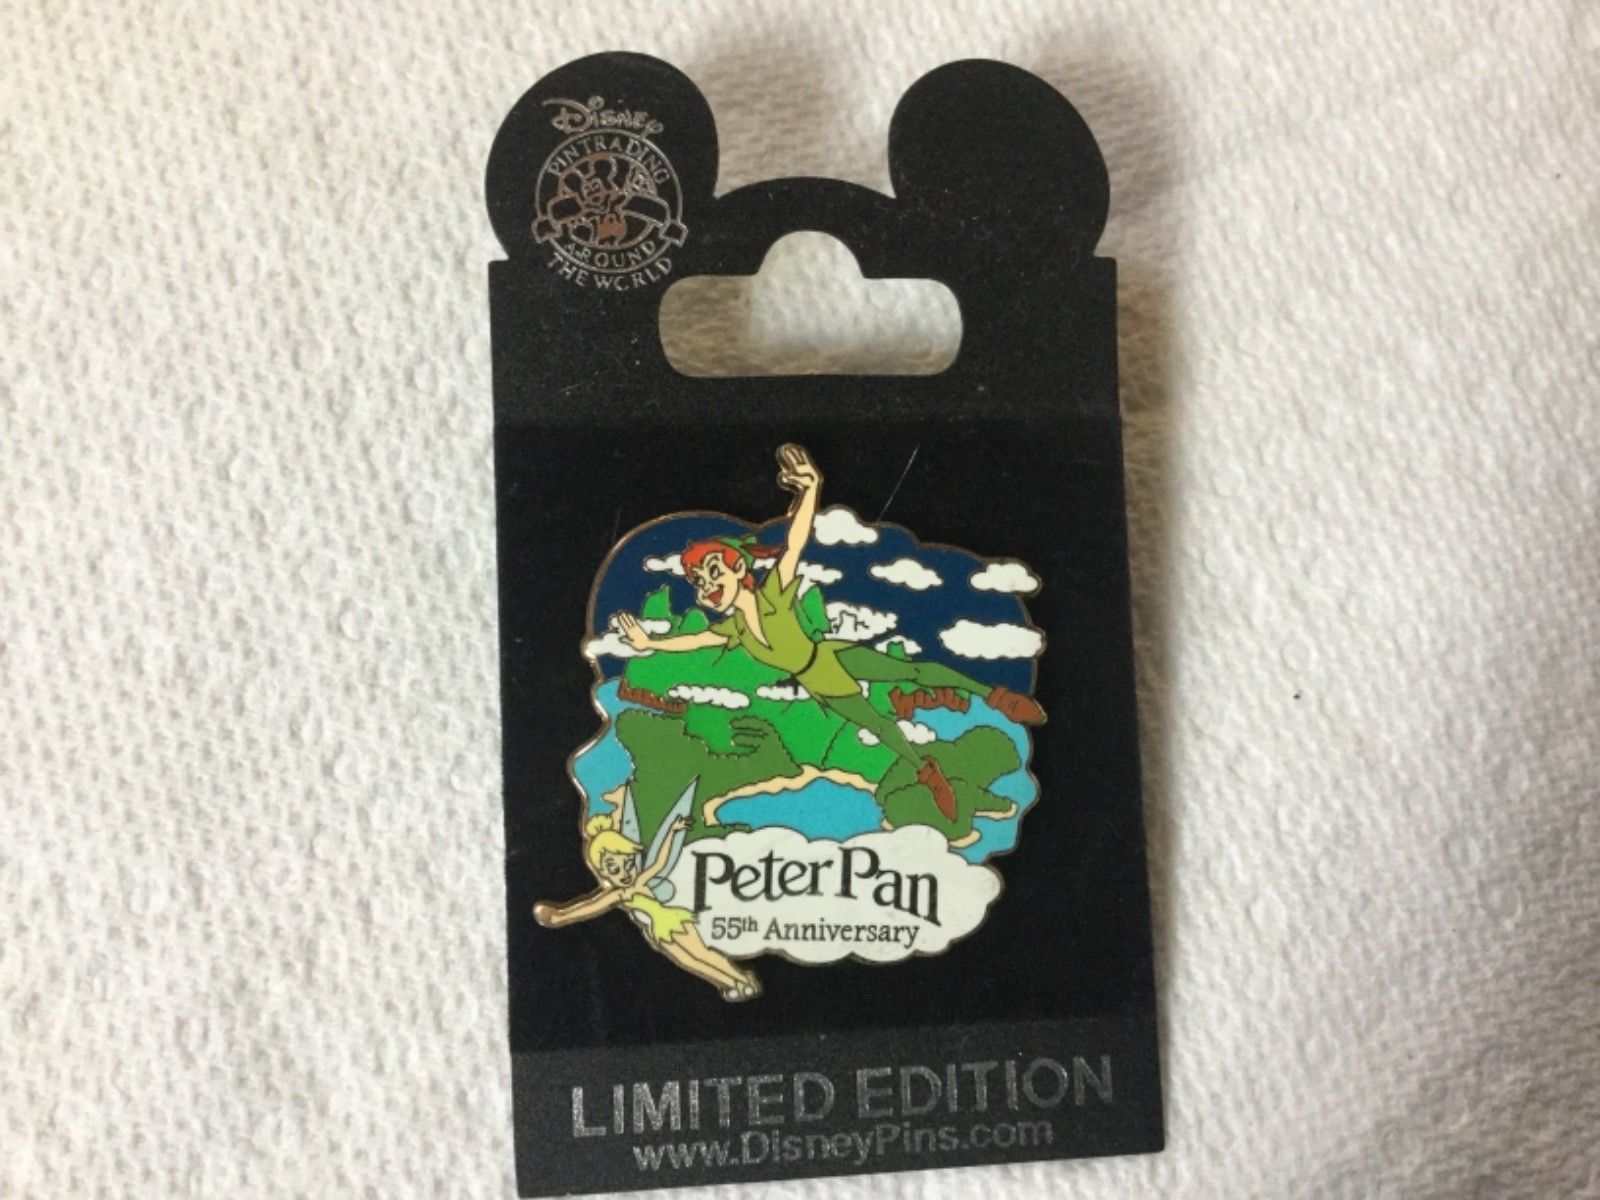 Disney
PIN TRADING
AROUND
THE WORLD
Peter Pan
55th Anniversary
LIMITED EDITION
www.DisneyPins.com